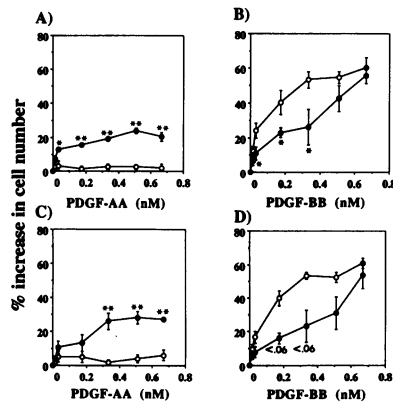 A)
B)
80
60
40
20
0
* ** ** ** **
0 0.2 0.4 0.6 0.8
PDGF-AA (nM)
80
60
40
20
0
* * *
0 0.2 0.4 0.6 0.8
PDGF-BB (nM)
% increase in cell number
C)
D)
80
60
40
20
0
** ** **
0 0.2 0.4 0.6 0.8
PDGF-AA (nM)
80
60
40
20
0
<.06 <.06
0 0.2 0.4 0.6 0.8
PDGF-BB (nM)